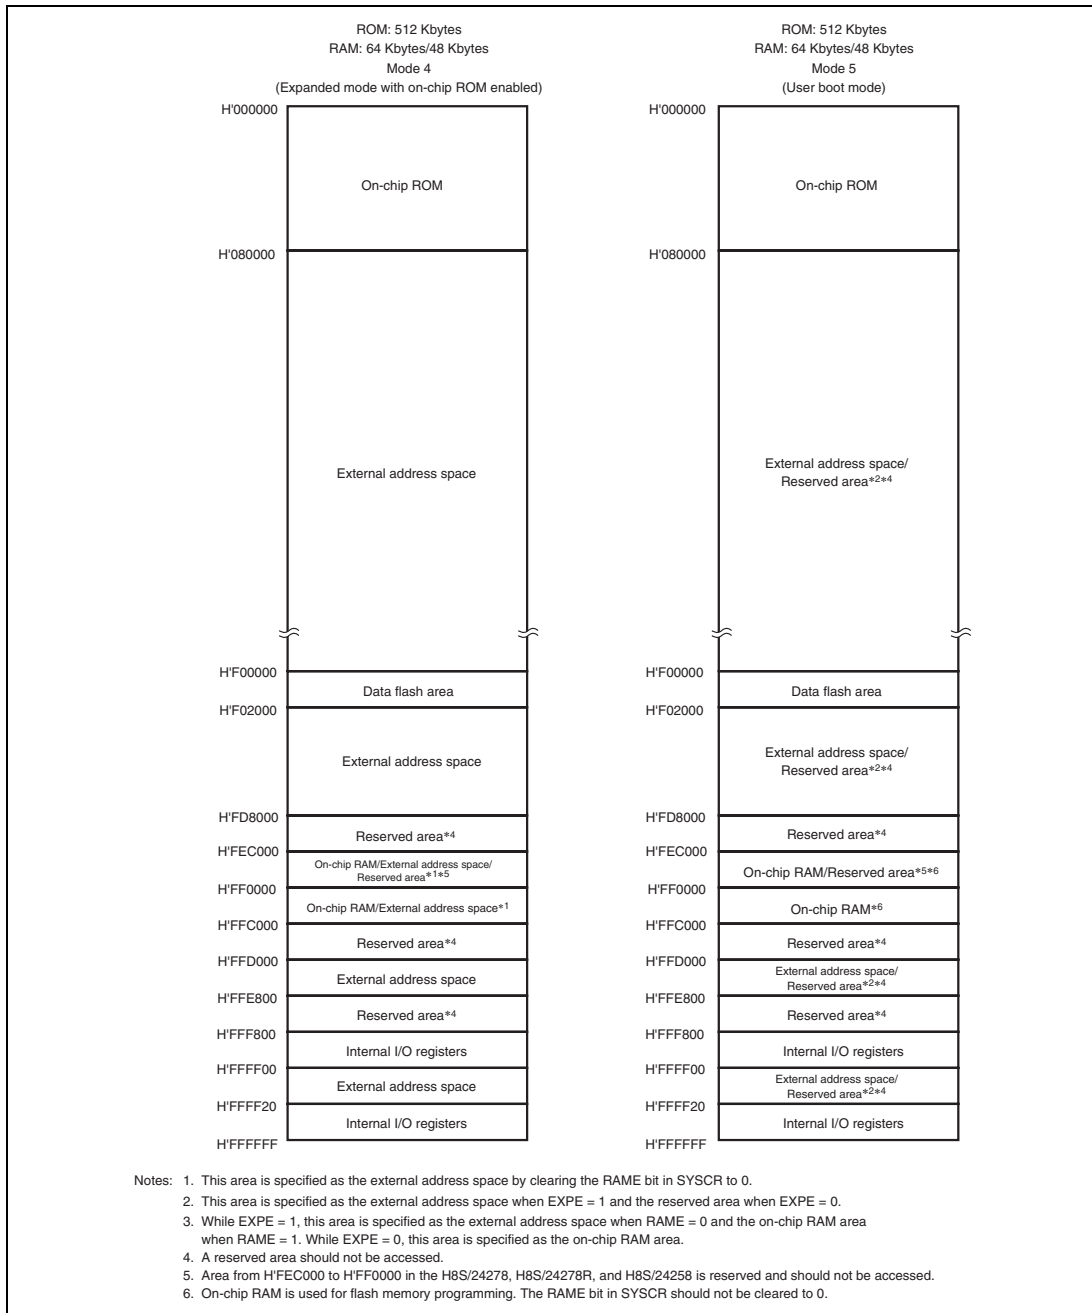 ROM: 512 Kbytes
RAM: 64 Kbytes/48 Kbytes
Mode 4
(Expanded mode with on-chip ROM enabled)
H'000000
On-chip ROM
H'080000
External address space
H'F00000
Data flash area
H'F02000
External address space
H'FD8000
Reserved area*4
H'FEC000
On-chip RAM/External address space/
Reserved area*1*5
H'FF0000
On-chip RAM/External address space*1
H'FFC000
Reserved area*4
H'FFD000
External address space
H'FFE800
Reserved area*4
H'FFF800
Internal I/O registers
H'FFFF00
External address space
H'FFFF20
Internal I/O registers
H'FFFFFF
ROM: 512 Kbytes
RAM: 64 Kbytes/48 Kbytes
Mode 5
(User boot mode)
H'000000
On-chip ROM
H'080000
External address space/
Reserved area*2*4
H'F00000
Data flash area
H'F02000
External address space/
Reserved area*2*4
H'FD8000
Reserved area*4
H'FEC000
On-chip RAM/Reserved area*5*6
H'FF0000
On-chip RAM*6
H'FFC000
Reserved area*4
H'FFD000
External address space/
Reserved area*2*4
H'FFE800
Reserved area*4
H'FFF800
Internal I/O registers
H'FFFF00
External address space/
Reserved area*2*4
H'FFFF20
Internal I/O registers
H'FFFFFF
Notes: 1. This area is specified as the external address space by clearing the RAME bit in SYSCR to 0.
2. This area is specified as the external address space when EXPE = 1 and the reserved area when EXPE = 0.
3. While EXPE = 1, this area is specified as the external address space when RAME = 0 and the on-chip RAM area
when RAME = 1. While EXPE = 0, this area is specified as the on-chip RAM area.
4. A reserved area should not be accessed.
5. Area from H'FEC000 to H'FF0000 in the H8S/24278, H8S/24278R, and H8S/24258 is reserved and should not be accessed.
6. On-chip RAM is used for flash memory programming. The RAME bit in SYSCR should not be cleared to 0.